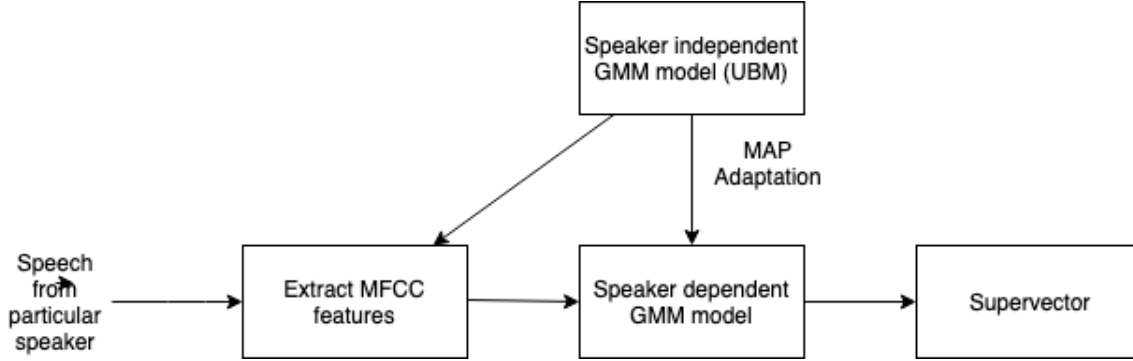 Speaker independent
GMM model (UBM)
MAP
Adaptation
Speech
from
particular
speaker
Extract MFCC
features
Speaker dependent
GMM model
Supervector